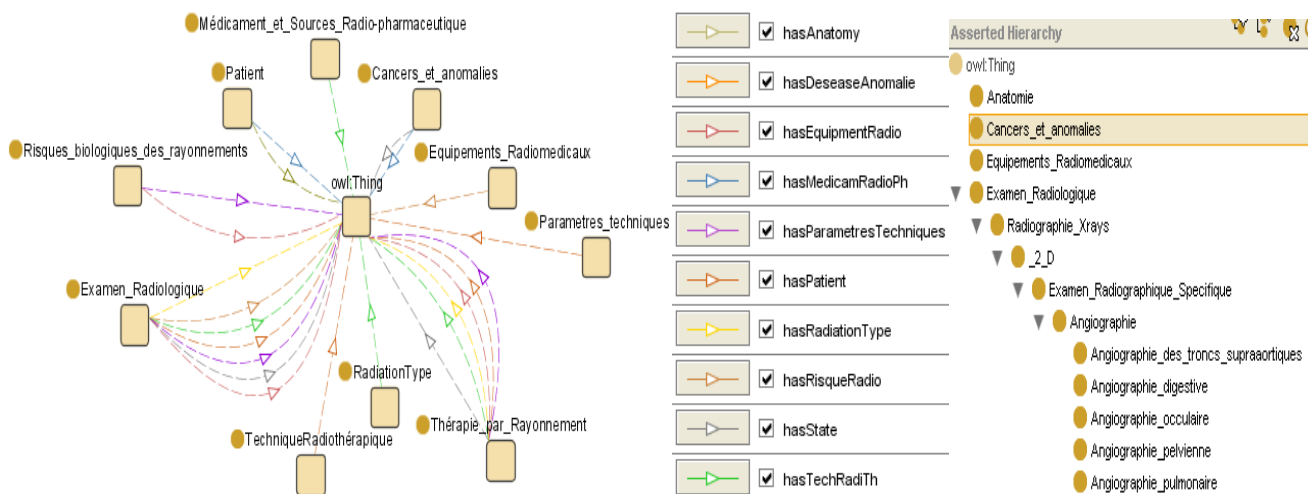 Médicament_et_Sources_Radio-pharmaceutique
Patient
Cancers_et_anomalies
Risques_biologiques_des_rayonnements
Equipements_Radiomedicaux
owl:Thing
Parametres_techniques
Examen_Radiologique
RadiationType
TechniqueRadiothérapique
Thérapie_par_Rayonnement
hasAnatomy
hasDeseaseAnomalie
hasEquipmentRadio
hasMedicamRadioPh
hasParametresTechniques
hasPatient
hasRadiationType
hasRisqueRadio
hasState
hasTechRadiTh
Asserted Hierarchy
owl:Thing
Anatomie
Cancers_et_anomalies
Equipements_Radiomedicaux
Examen_Radiologique
Radiographie_Xrays
_2_D
Examen_Radiographique_Specifique
Angiographie
Angiographie_des_troncs_supraaortiques
Angiographie_digestive
Angiographie_occulaire
Angiographie_pelvienne
Angiographie_pulmonaire